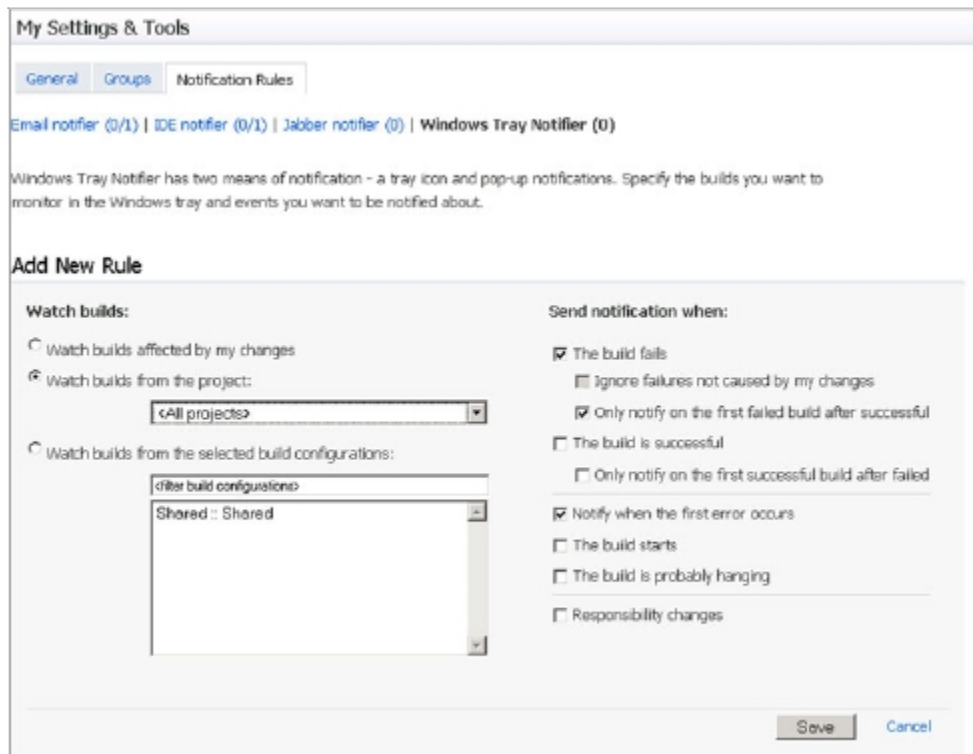 My Settings & Tools
General Groups Notification Rules
Email notifier (0/1) | IDE notifier (0/1) | Jabber notifier (0) | Windows Tray Notifier (0)
Windows Tray Notifier has two means of notification - a tray icon and pop-up notifications. Specify the builds you want to
monitor in the Windows tray and events you want to be notified about.
Add New Rule
Watch builds:
Watch builds affected by my changes
Watch builds from the project:
<All projects>
Watch builds from the selected build configurations:
<filter build configurations>
Shared :: Shared
Send notification when:
The build fails
Ignore failures not caused by my changes
Only notify on the first failed build after successful
The build is successful
Only notify on the first successful build after failed
Notify when the first error occurs
The build starts
The build is probably hanging
Responsibility changes
Save Cancel